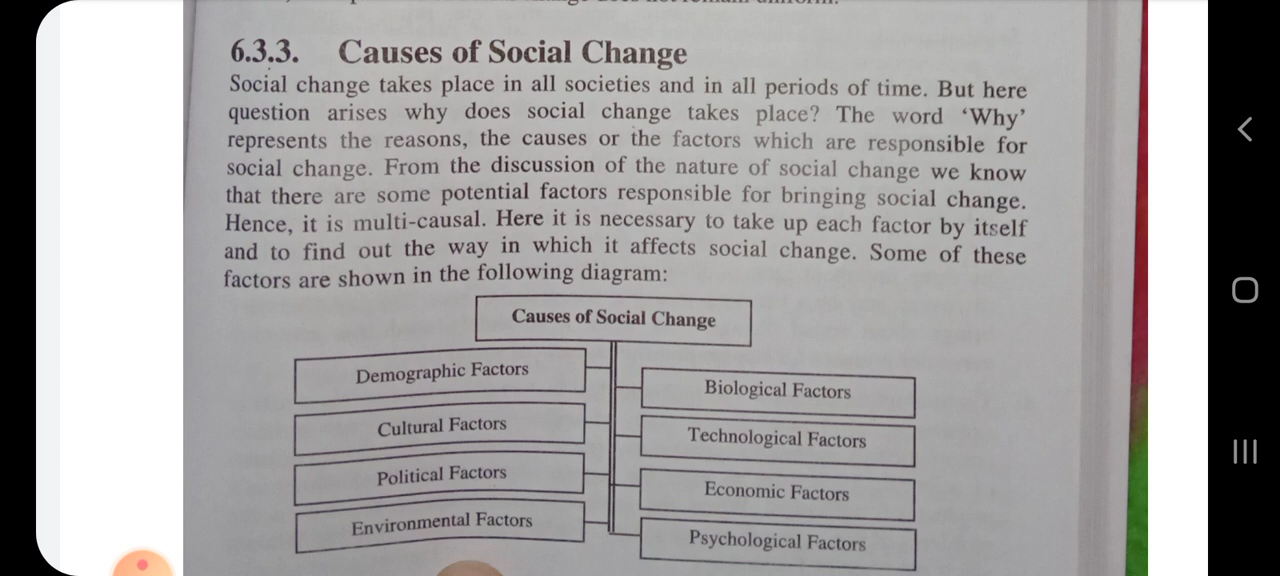 6.3.3. Causes of Social Change
Social change takes place in all societies and in all periods of time. But here
question arises why does social change takes place? The word ‘Why’
represents the reasons, the causes or the factors which are responsible for
social change. From the discussion of the nature of social change we know
that there are some potential factors responsible for bringing social change.
Hence, it is multi-causal. Here it is necessary to take up each factor by itself
and to find out the way in which it affects social change. Some of these
factors are shown in the following diagram:
Causes of Social Change
Demographic Factors
Biological Factors
Cultural Factors
Technological Factors
Political Factors
Economic Factors
Environmental Factors
Psychological Factors